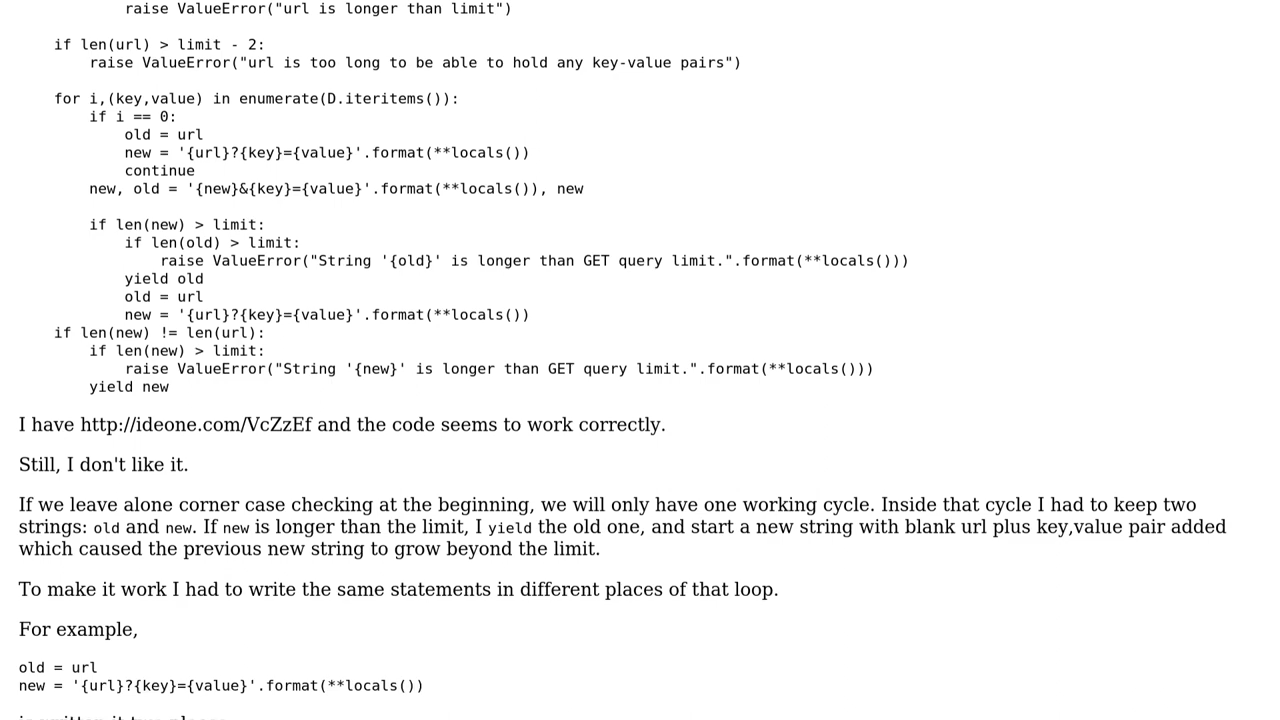 raise ValueError("url is longer than limit")

    if len(url) > limit - 2:
        raise ValueError("url is too long to be able to hold any key-value pairs")

    for i,(key,value) in enumerate(D.iteritems()):
        if i == 0:
            old = url
            new = '{url}?{key}={value}'.format(**locals())
            continue
        new, old = '{new}&{key}={value}'.format(**locals()), new

        if len(new) > limit:
            if len(old) > limit:
                raise ValueError("String '{old}' is longer than GET query limit.".format(**locals()))
            yield old
            old = url
            new = '{url}?{key}={value}'.format(**locals())
    if len(new) != len(url):
        if len(new) > limit:
            raise ValueError("String '{new}' is longer than GET query limit.".format(**locals()))
        yield new
I have http://ideone.com/VcZzEf and the code seems to work correctly.
Still, I don't like it.
If we leave alone corner case checking at the beginning, we will only have one working cycle. Inside that cycle I had to keep two
strings: old and new. If new is longer than the limit, I yield the old one, and start a new string with blank url plus key,value pair added
which caused the previous new string to grow beyond the limit.
To make it work I had to write the same statements in different places of that loop.
For example,
old = url
new = '{url}?{key}={value}'.format(**locals())